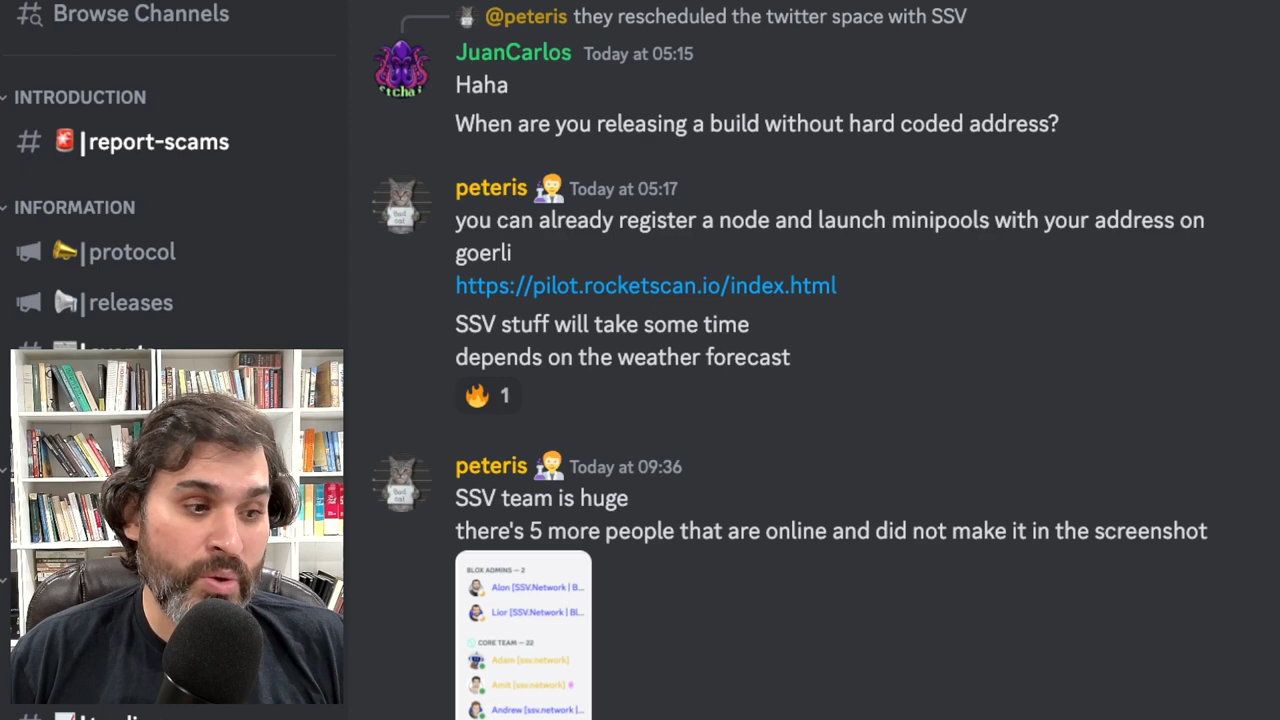 Browse Channels
INTRODUCTION
report-scams
INFORMATION
protocol
releases
@peteris they rescheduled the twitter space with SSV
JuanCarlos Today at 05:15
Haha
When are you releasing a build without hard coded address?
peteris Today at 05:17
you can already register a node and launch minipools with your address on
goerli
https://pilot.rocketscan.io/index.html
SSV stuff will take some time
depends on the weather forecast
1
peteris Today at 09:36
SSV team is huge
there's 5 more people that are online and did not make it in the screenshot
BLOX ADMINS — 2
Alon [SSV.Network | B...
Lior [SSV.Network | Bl...
CORE TEAM — 22
Adam [ssv.network]
Amit [ssv.network]
Andrew [ssv.network |...